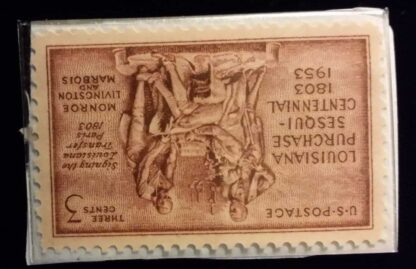 U·S·POSTAGE
LOUISIANA
PURCHASE
SESQUI-
CENTENNIAL
1803
1953
THREE
3 CENTS
Signing the
Louisiana
Transfer
Paris
1803
MONROE
LIVINGSTON
AND
MARBOIS